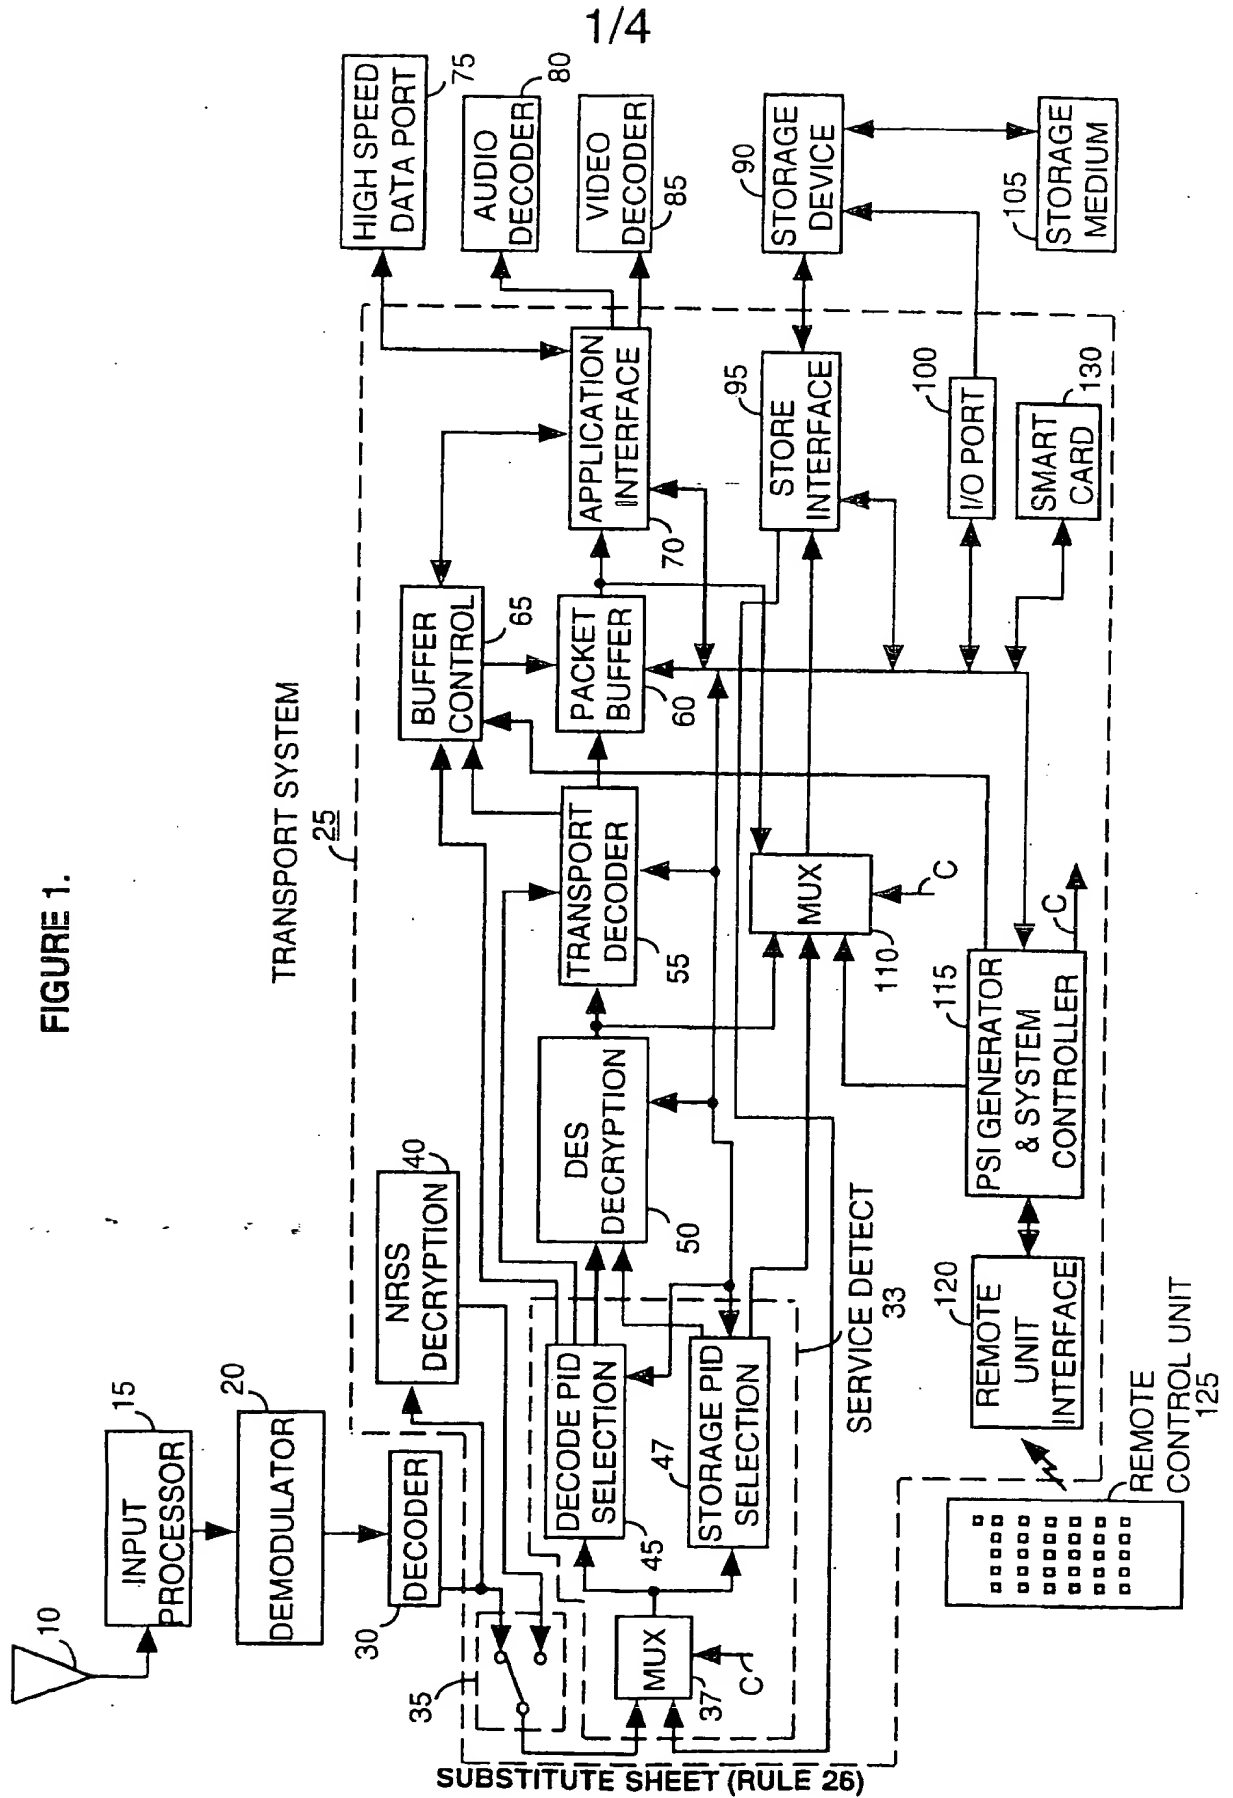 1/4
FIGURE 1.
TRANSPORT SYSTEM
25
10
15
INPUT
PROCESSOR
20
DEMODULATOR
30
DECODER
35
NRSS
DECRYPTION
40
MUX
37
C
DECODE PID
SELECTION
45
47
STORAGE PID
SELECTION
SERVICE DETECT
33
DES
DECRYPTION
50
TRANSPORT
DECODER
55
BUFFER
CONTROL
65
PACKET
BUFFER
60
APPLICATION
INTERFACE
70
HIGH SPEED
DATA PORT
75
AUDIO
DECODER
80
VIDEO
DECODER
85
90
STORAGE
DEVICE
95
STORE
INTERFACE
100
I/O PORT
105
STORAGE
MEDIUM
SMART
CARD
130
MUX
110
C
115
PSI GENERATOR
& SYSTEM
CONTROLLER
C
120
REMOTE
UNIT
INTERFACE
REMOTE
CONTROL UNIT
125
SUBSTITUTE SHEET (RULE 26)